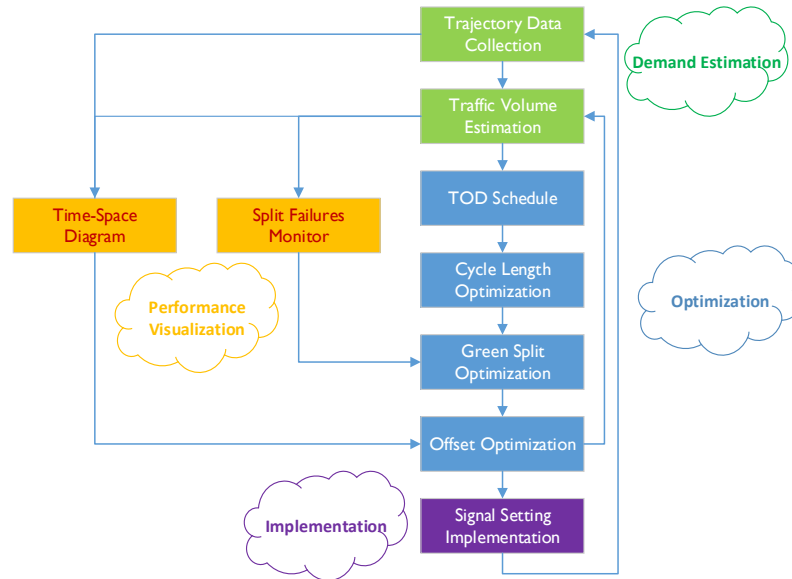 Trajectory Data
Collection
Demand Estimation
Traffic Volume
Estimation
Time-Space
Diagram
Split Failures
Monitor
TOD Schedule
Cycle Length
Optimization
Performance
Visualization
Optimization
Green Split
Optimization
Offset Optimization
Implementation
Signal Setting
Implementation